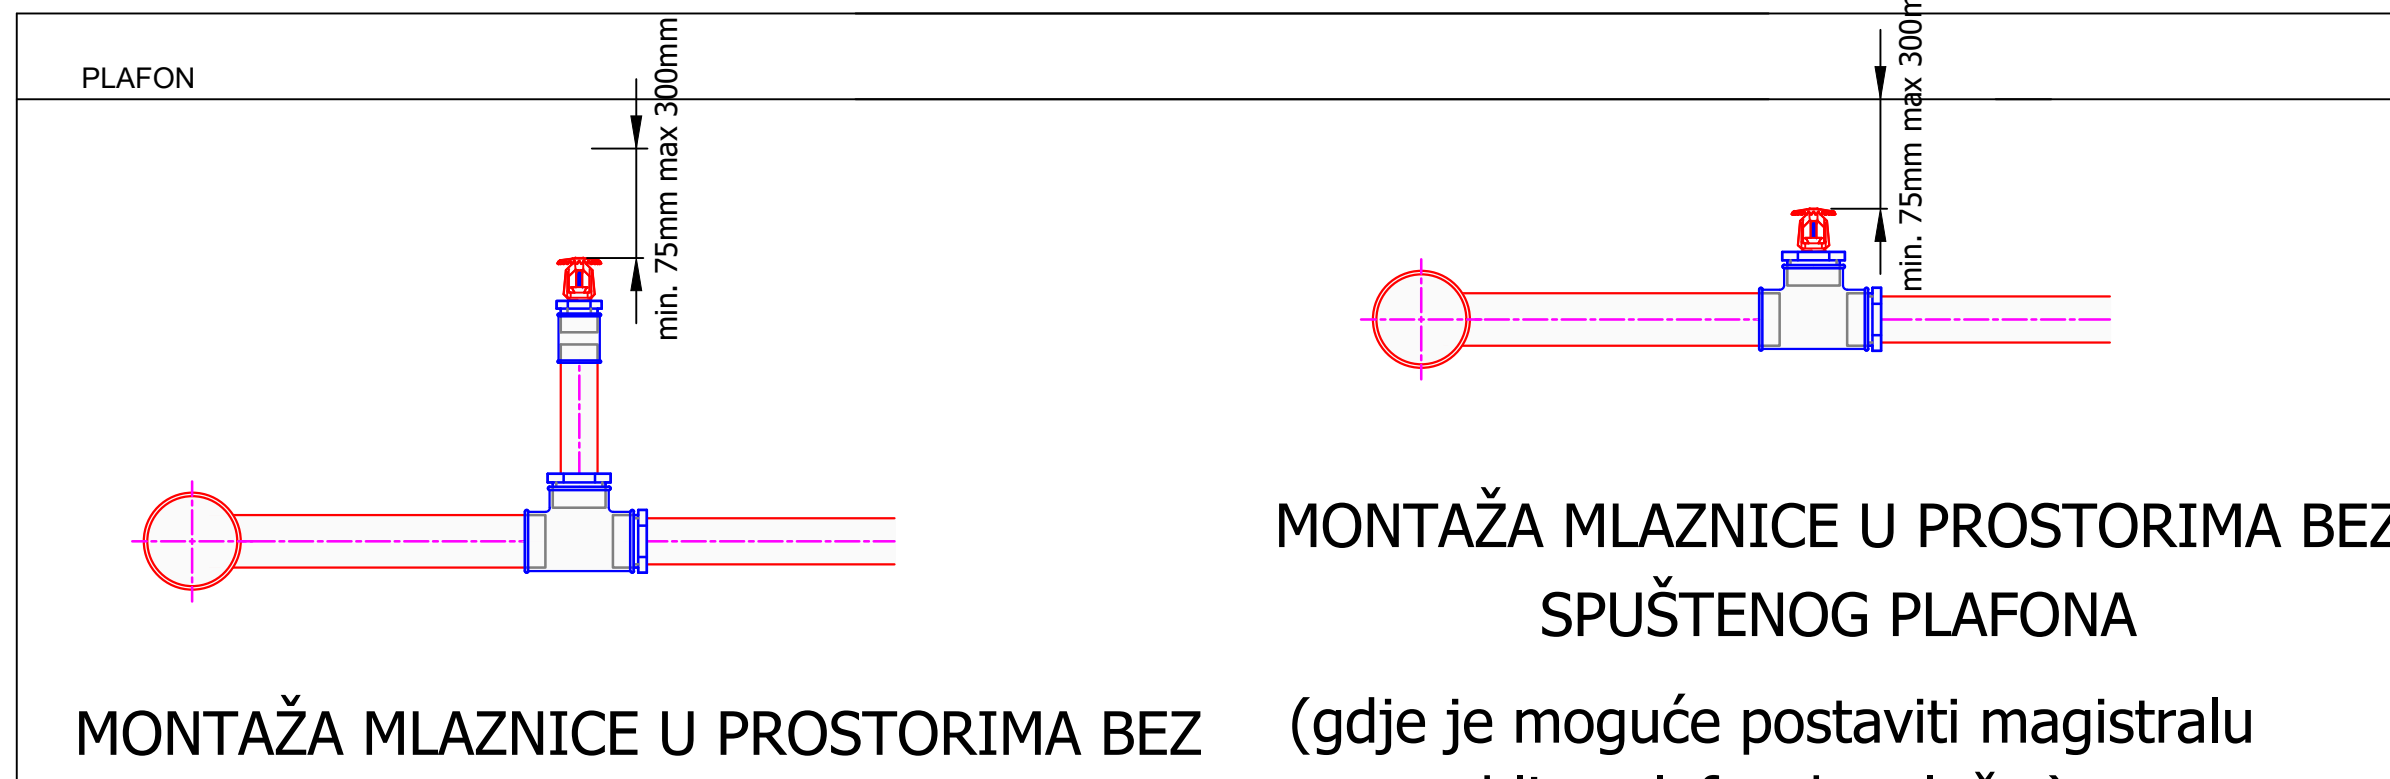 PLAFON
min. 75mm max 300mm
min. 75mm max 300m
MONTAŽA MLAZNICE U PROSTORIMA BEZ
MONTAŽA MLAZNICE U PROSTORIMA BEZ
SPUŠTENOG PLAFONA
(gdje je moguće postaviti magistralu